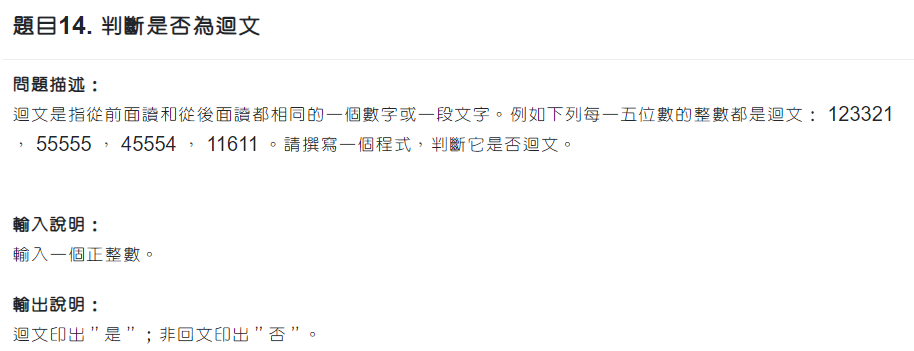 題目14. 判斷是否為迴文
問題描述：
迴文是指從前面讀和從後面讀都相同的一個數字或一段文字。例如下列每一五位數的整數都是迴文： 123321
， 55555 ， 45554 ， 11611 。請撰寫一個程式，判斷它是否迴文。
輸入說明：
輸入一個正整數。
輸出說明：
迴文印出＂是＂；非回文印出＂否＂。